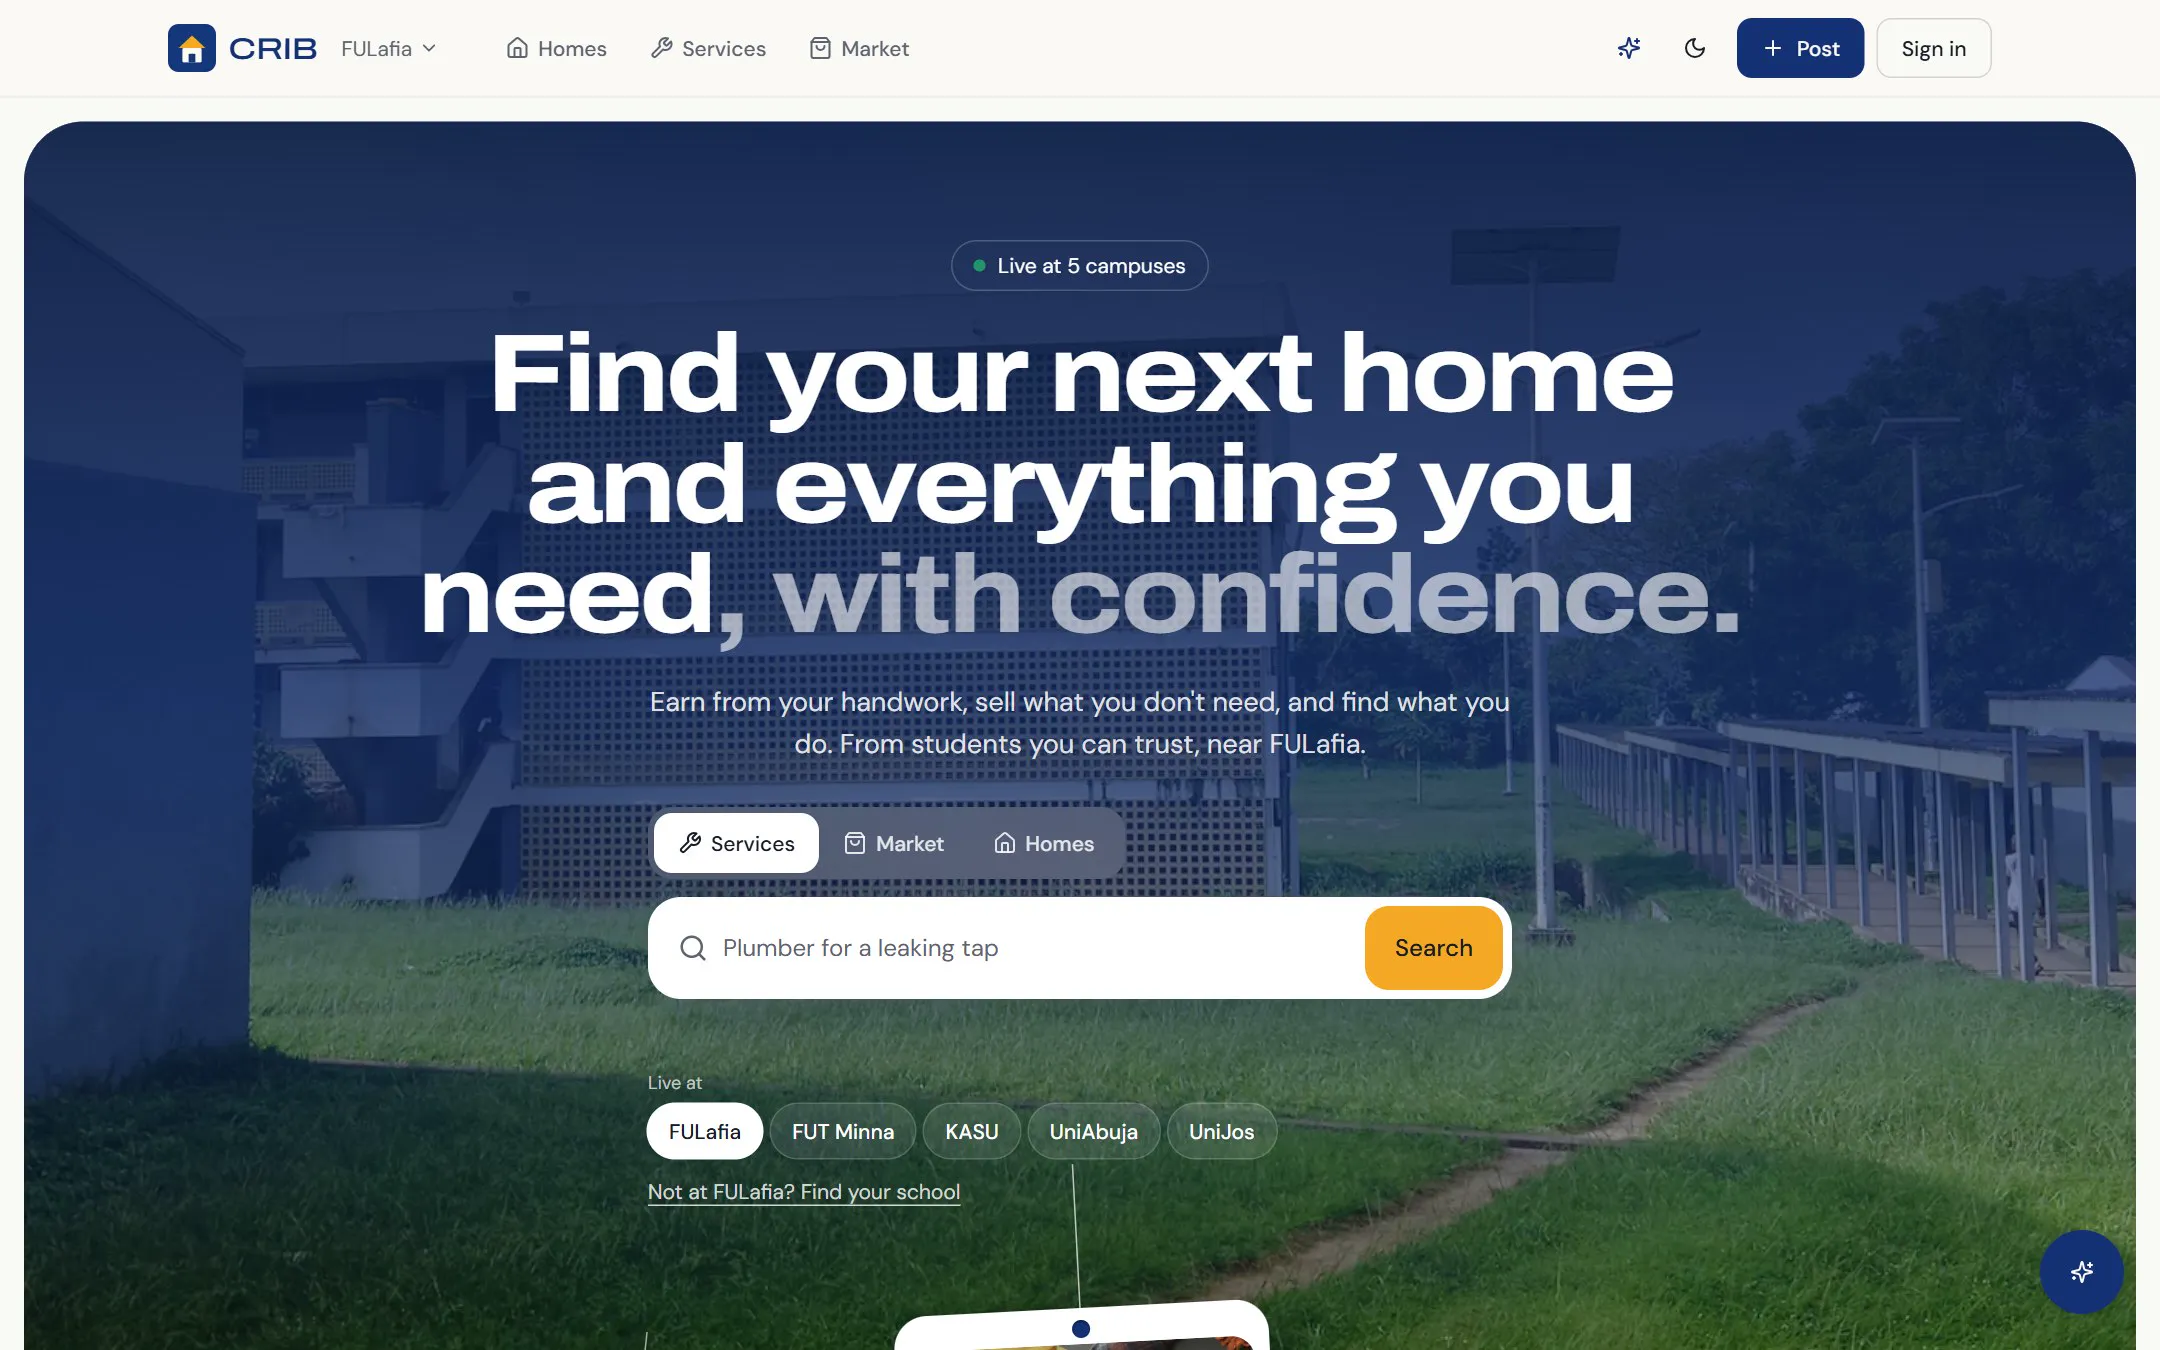 CRIB
FULafia
Homes
Services
Market
Post
Sign in
Live at 5 campuses
Find your next home
and everything you
need, with confidence.
Earn from your handwork, sell what you don't need, and find what you
do. From students you can trust, near FULafia.
Services
Market
Homes
Plumber for a leaking tap
Search
Live at
FULafia
FUT Minna
KASU
UniAbuja
UniJos
Not at FULafia? Find your school